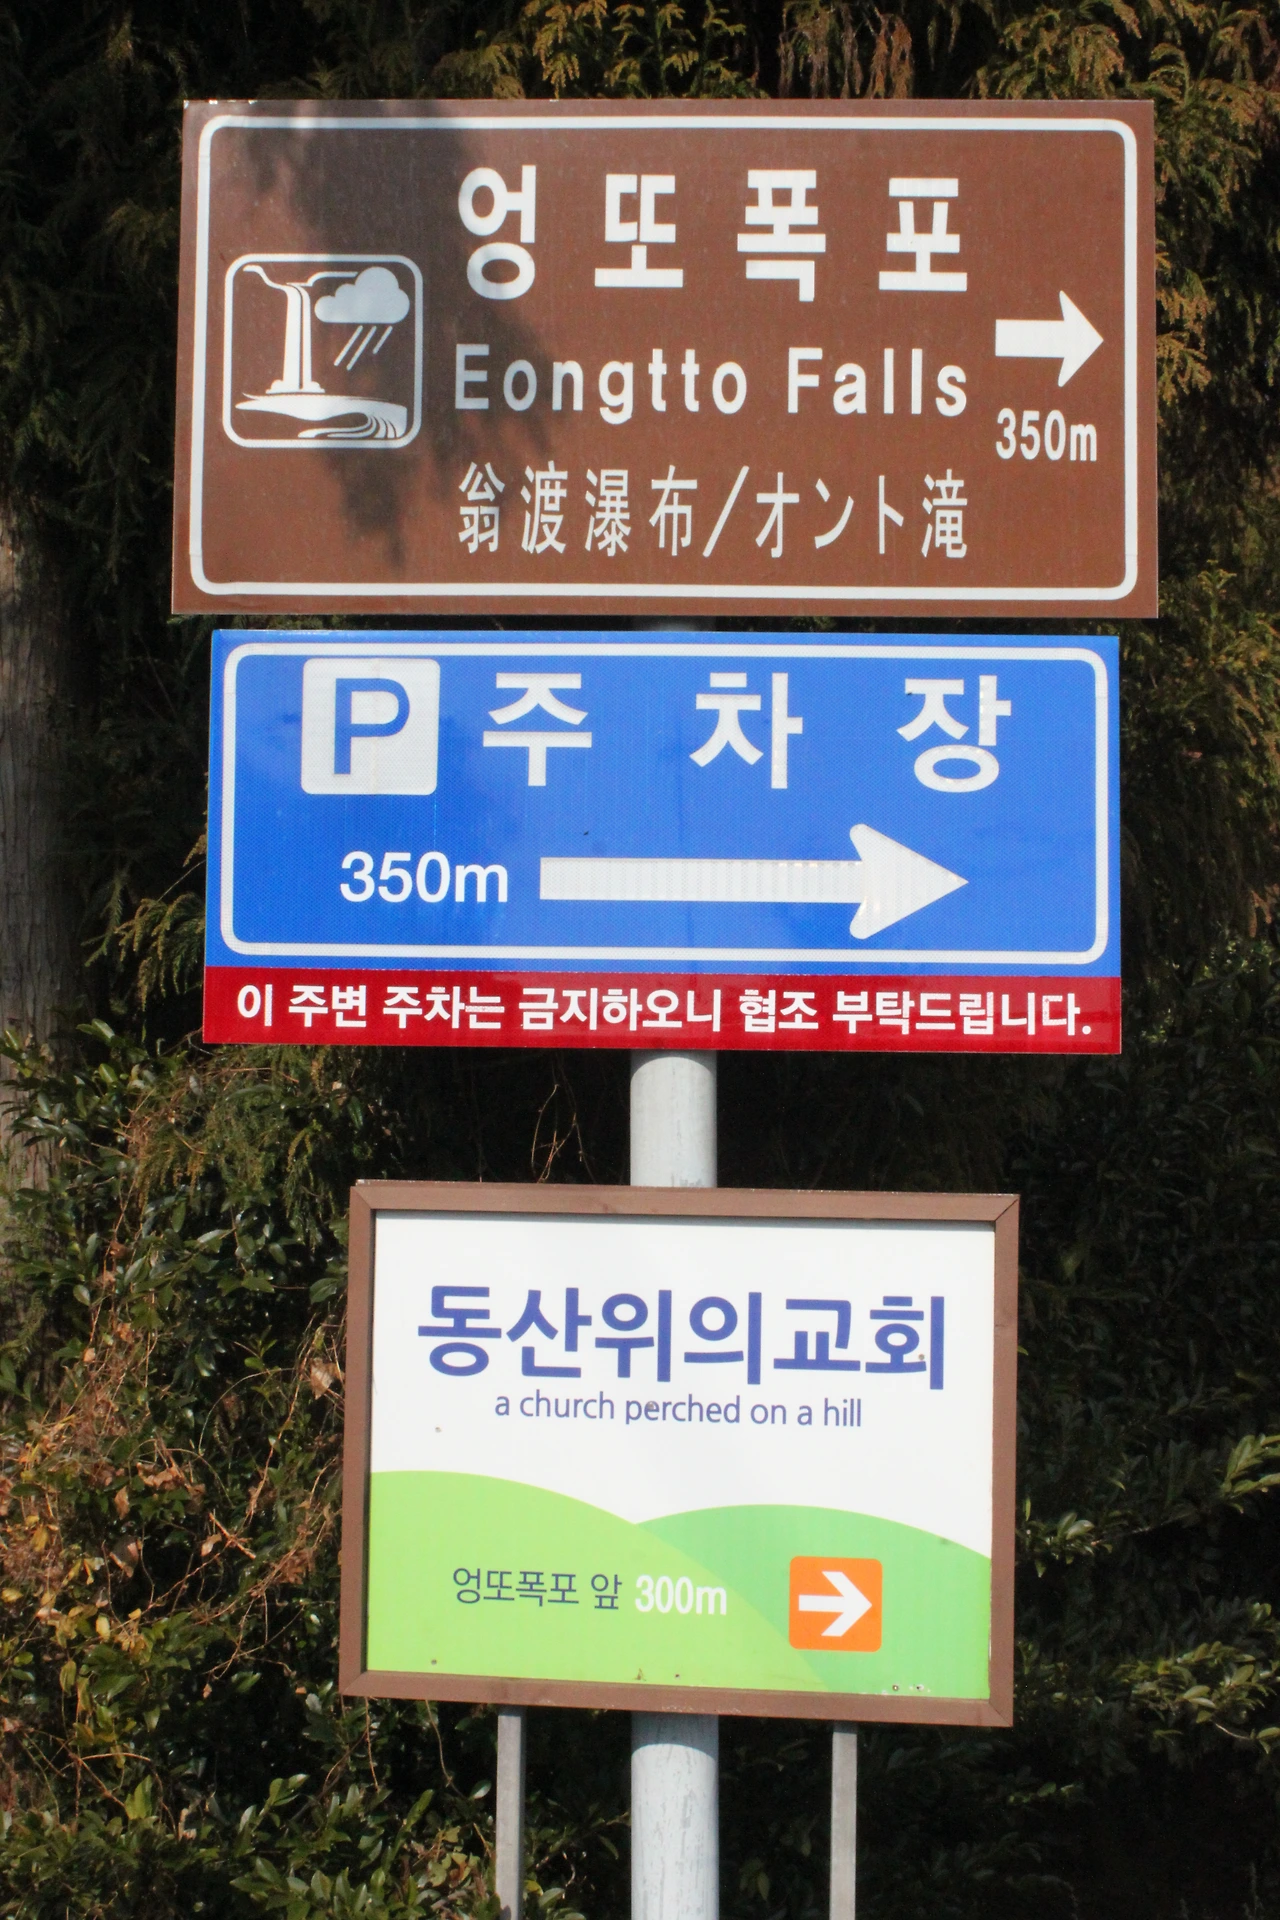 엉또폭포
Eongtto Falls
350m
翁渡瀑布/オント滝
P 주차장
350m
이 주변 주차는 금지하오니 협조 부탁드립니다.
동산위의교회
a church perched on a hill
엉또폭포 앞 300m